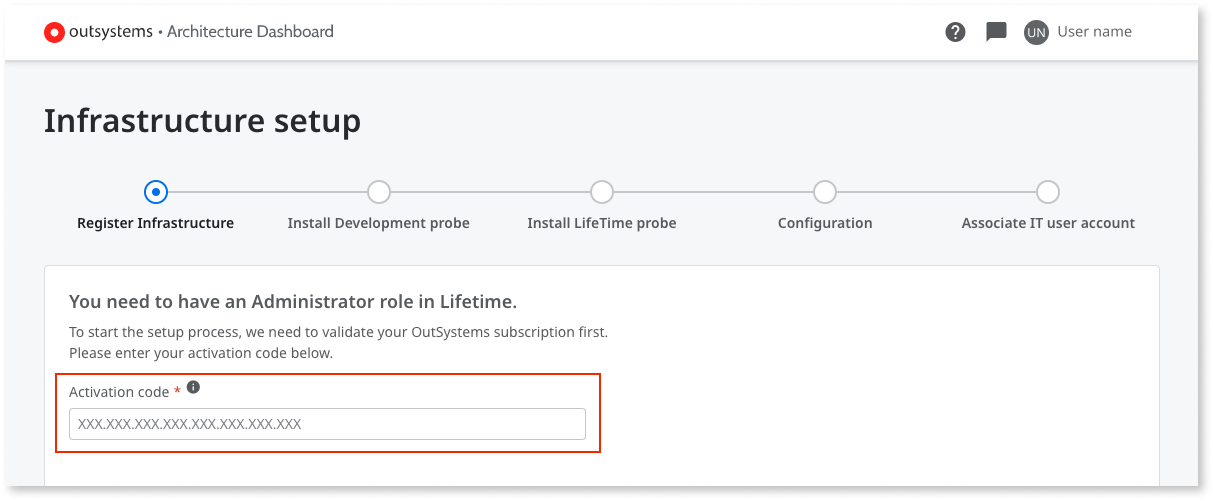 outsystems • Architecture Dashboard
? UN User name
Infrastructure setup
Register Infrastructure Install Development probe Install LifeTime probe Configuration Associate IT user account
You need to have an Administrator role in Lifetime.
To start the setup process, we need to validate your OutSystems subscription first.
Please enter your activation code below.
Activation code * i
XXX.XXX.XXX.XXX.XXX.XXX.XXX.XXX